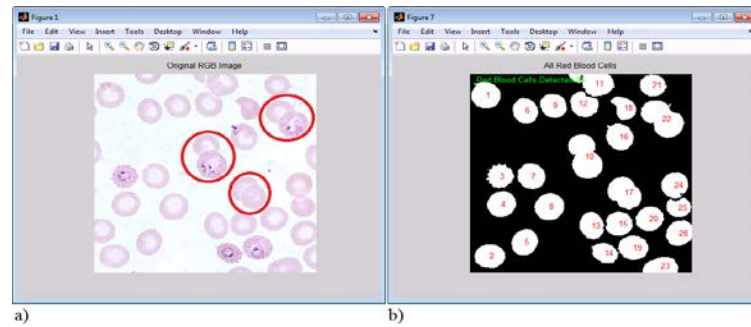 Figure 1
File Edit View Insert Tools Desktop Window Help
Original RGB Image
Figure 7
File Edit View Insert Tools Desktop Window Help
All Red Blood Cells
Red Blood Cells Detected
11
21
1
12
9
6
18
22
16
10
3
7
24
17
4
8
25
20
13
15
26
5
19
2
14
23
a)
b)